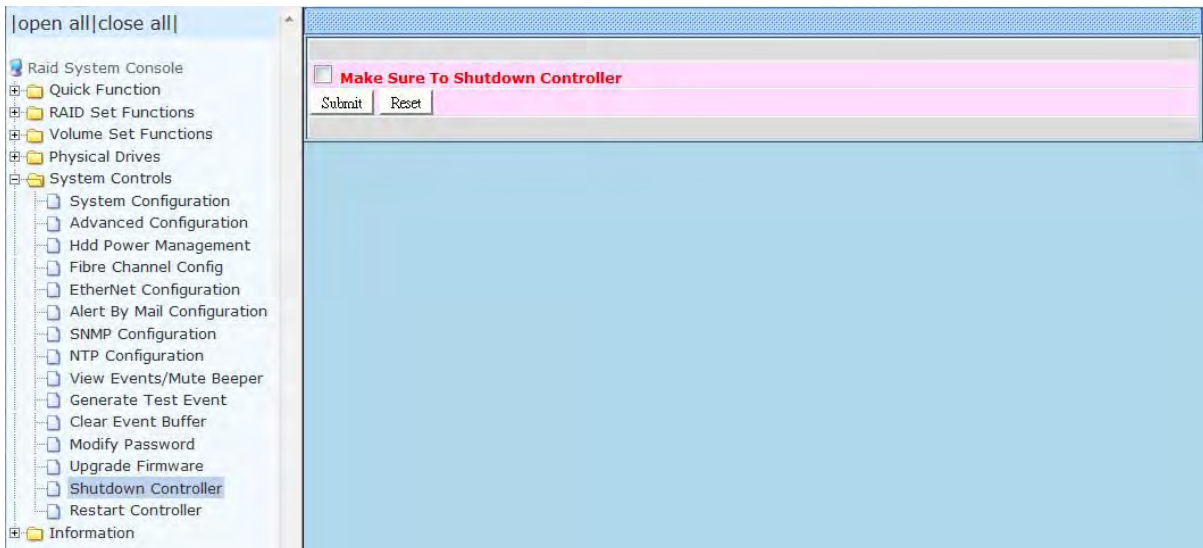 |open all|close all|
Raid System Console
Quick Function
RAID Set Functions
Volume Set Functions
Physical Drives
System Controls
System Configuration
Advanced Configuration
Hdd Power Management
Fibre Channel Config
EtherNet Configuration
Alert By Mail Configuration
SNMP Configuration
NTP Configuration
View Events/Mute Beeper
Generate Test Event
Clear Event Buffer
Modify Password
Upgrade Firmware
Shutdown Controller
Restart Controller
Information
Make Sure To Shutdown Controller
Submit Reset